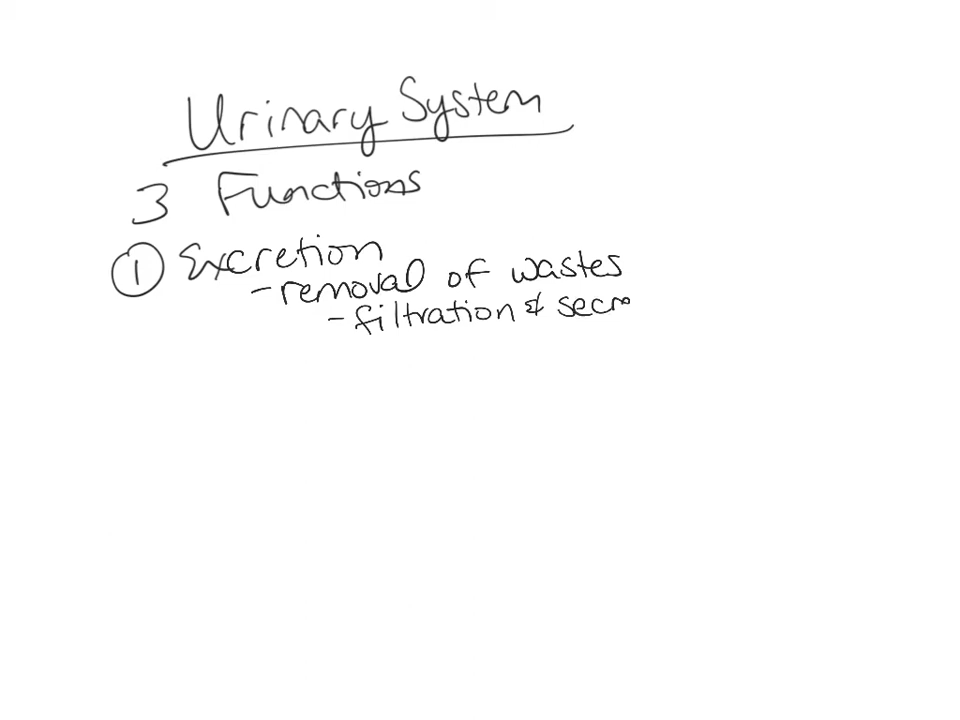 Urinary System
3 Functions
① Excretion
- removal of wastes
- filtration & secr